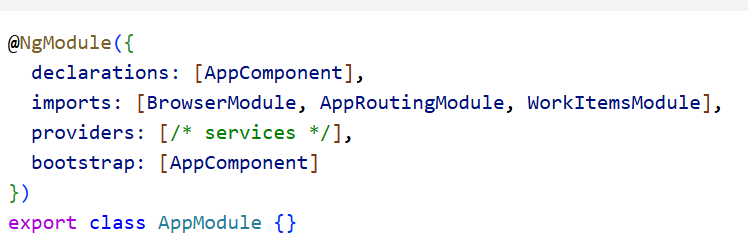 @NgModule({
  declarations: [AppComponent],
  imports: [BrowserModule, AppRoutingModule, WorkItemsModule],
  providers: [/* services */],
  bootstrap: [AppComponent]
})
export class AppModule {}